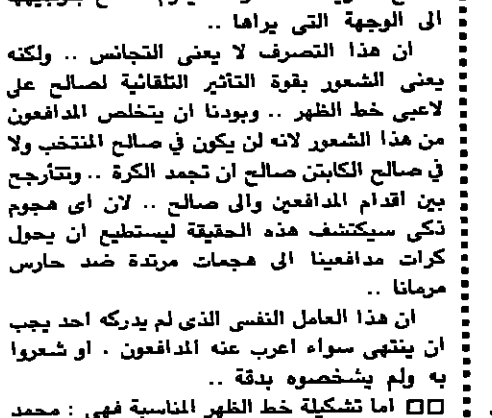 الى الوجهة التى يراها ..
ان هذا التصرف لا يعنى التجانس .. ولكنه
يعنى الشعور بقوة التأثير التلقائية لصالح على
لاعبى خط الظهر .. وبودنا ان يتخلص المدافعون
من هذا الشعور لانه لن يكون في صالح المنتخب ولا
في صالح الكابتن صالح ان تجمد الكرة .. وتتأرجح
بين اقدام المدافعين والى صالح .. لان اى هجوم
ذكى سيكتشف هذه الحقيقة ليستطيع ان يحول
كرات مدافعينا الى هجمات مرتدة ضد حارس
مرمانا ..
ان هذا العامل النفسى الذى لم يدركه احد يجب
ان ينتهى سواء اعرب عنه المدافعون . او شعروا
به ولم يشخصوه بدقة ..
□□ اما تشكيلة خط الظهر المناسبة فهى : محمد